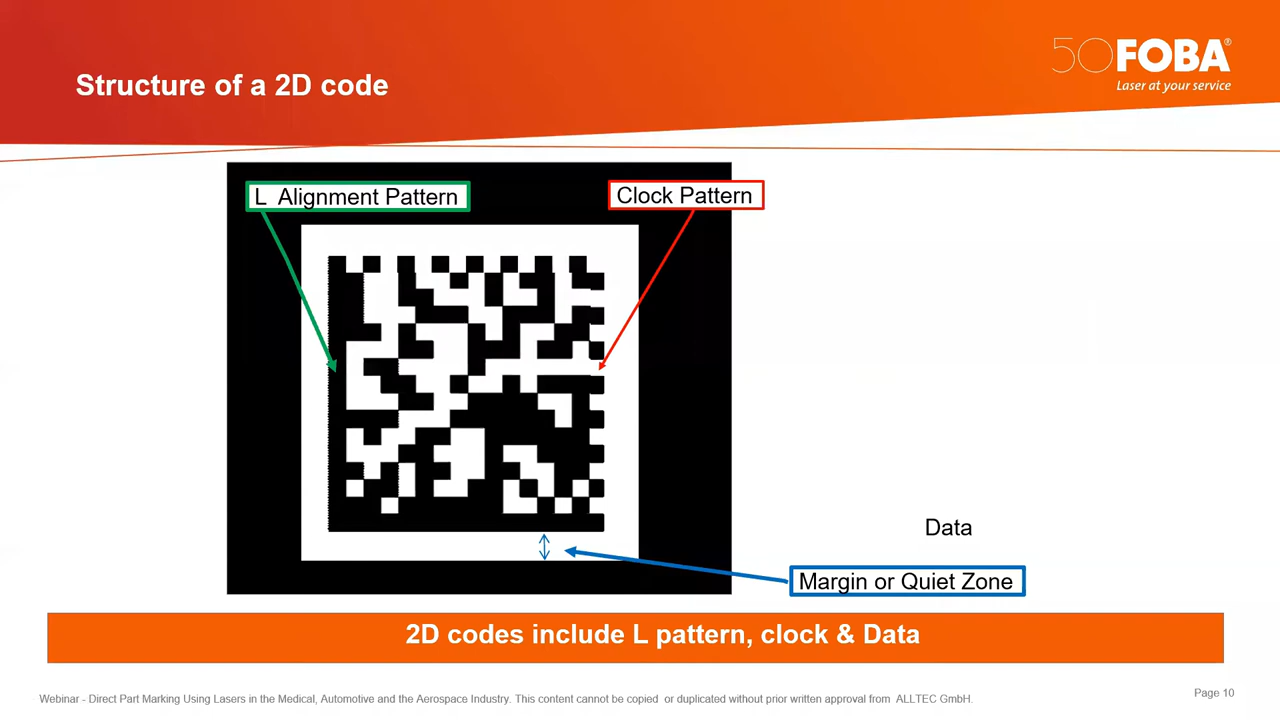 Structure of a 2D code
50FOBA®
Laser at your service
L Alignment Pattern
Clock Pattern
Data
Margin or Quiet Zone
2D codes include L pattern, clock & Data
Webinar - Direct Part Marking Using Lasers in the Medical, Automotive and the Aerospace Industry. This content cannot be copied or duplicated without prior written approval from ALLTEC GmbH.
Page 10